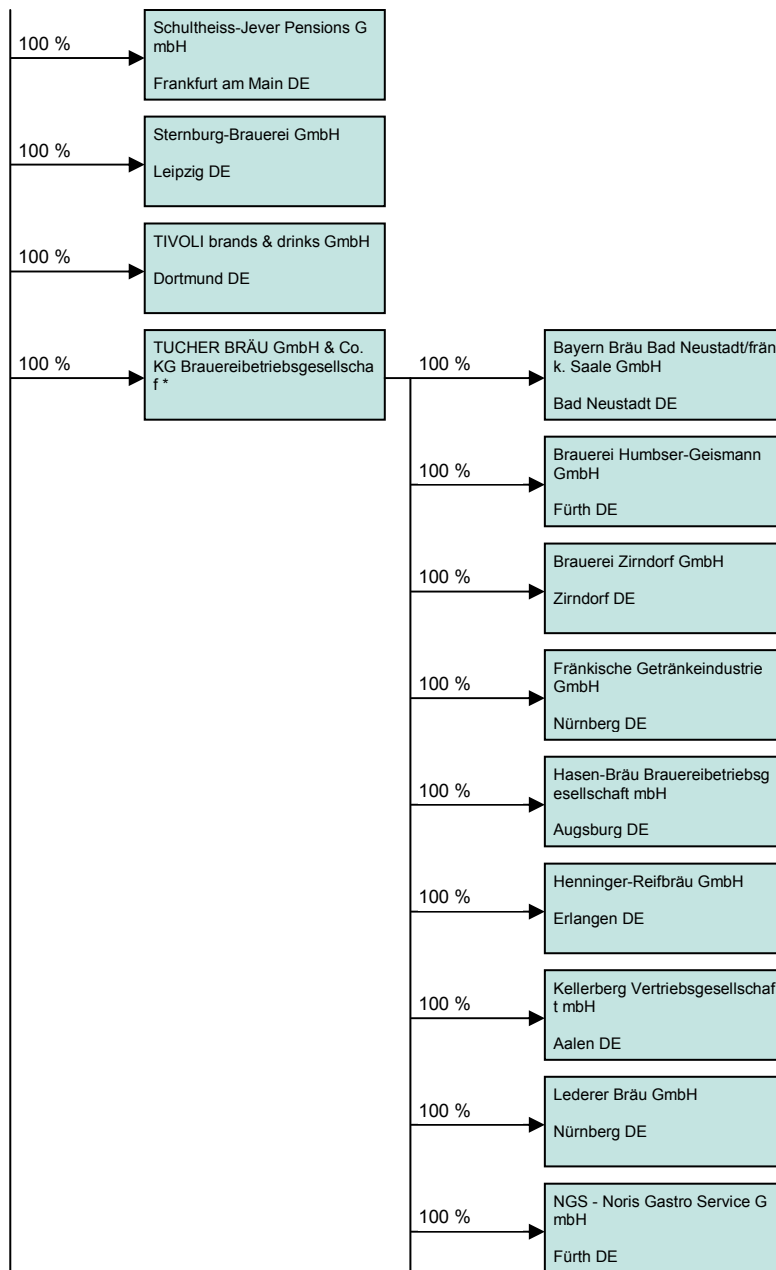 100 %
Schultheiss-Jever Pensions G
mbH
Frankfurt am Main DE
100 %
Sternburg-Brauerei GmbH
Leipzig DE
100 %
TIVOLI brands & drinks GmbH
Dortmund DE
100 %
TUCHER BRÄU GmbH & Co.
KG Brauereibetriebsgesellscha
f *
100 %
Bayern Bräu Bad Neustadt/frän
k. Saale GmbH
Bad Neustadt DE
100 %
Brauerei Humbser-Geismann
GmbH
Fürth DE
100 %
Brauerei Zirndorf GmbH
Zirndorf DE
100 %
Fränkische Getränkeindustrie
GmbH
Nürnberg DE
100 %
Hasen-Bräu Brauereibetriebsg
esellschaft mbH
Augsburg DE
100 %
Henninger-Reifbräu GmbH
Erlangen DE
100 %
Kellerberg Vertriebsgesellschaf
t mbH
Aalen DE
100 %
Lederer Bräu GmbH
Nürnberg DE
100 %
NGS - Noris Gastro Service G
mbH
Fürth DE